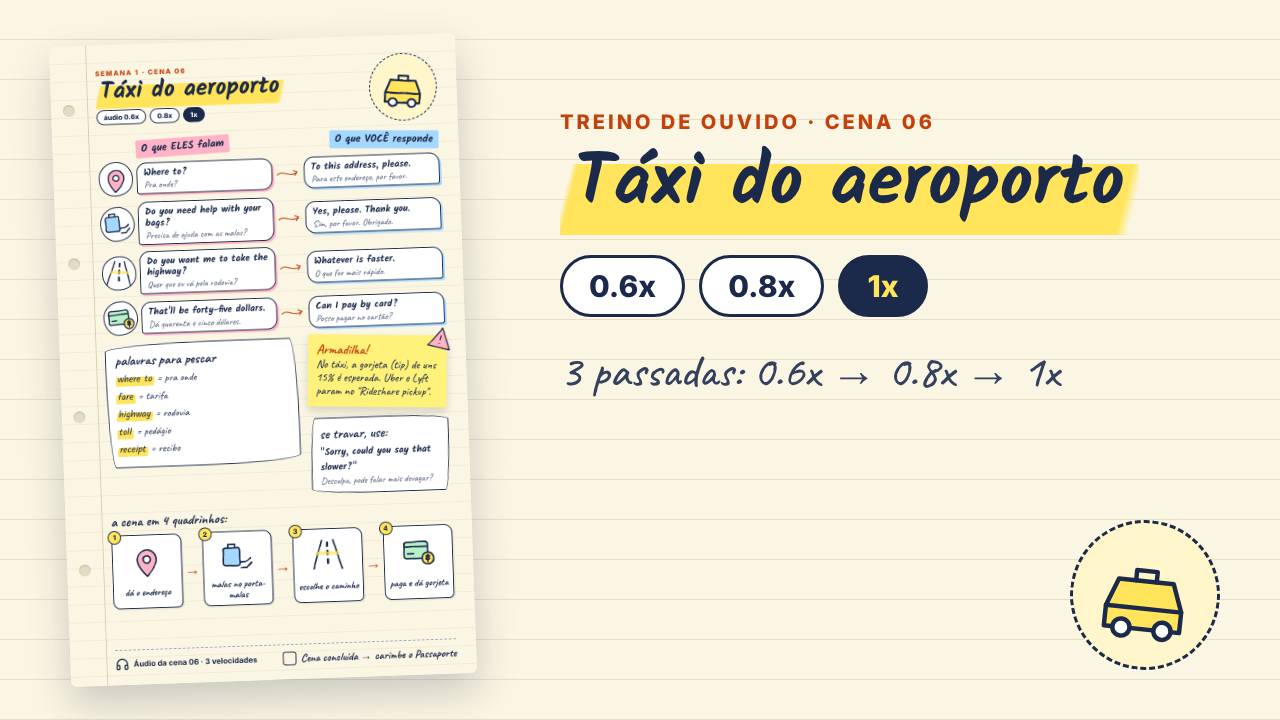 SEMANA 1 · CENA 06
Táxi do aeroporto
áudio 0.6x 0.8x 1x
O que ELES falam
O que VOCÊ responde
Where to?
Pra onde?
To this address, please.
Para este endereço, por favor.
Do you need help with your
bags?
Precisa de ajuda com as malas?
Yes, please. Thank you.
Sim, por favor. Obrigada.
Do you want me to take the
highway?
Quer que eu vá pela rodovia?
Whatever is faster.
O que for mais rápido.
That'll be forty-five dollars.
Dá quarenta e cinco dólares.
Can I pay by card?
Posso pagar no cartão?
palavras para pescar
where to = pra onde
fare = tarifa
highway = rodovia
toll = pedágio
receipt = recibo
Armadilha!
No táxi, a gorjeta (tip) de uns
15% é esperada. Uber e Lyft
param no "Rideshare pickup".
se travar, use:
"Sorry, could you say that
slower?"
Desculpa, pode falar mais devagar?
a cena em 4 quadrinhos:
1
dá o endereço
→
2
malas no porta-
malas
→
3
escolhe o caminho
→
4
paga e dá gorjeta
Áudio da cena 06 · 3 velocidades
Cena concluída → carimbe o Passaporte
TREINO DE OUVIDO · CENA 06
Táxi do aeroporto
0.6x 0.8x 1x
3 passadas: 0.6x → 0.8x → 1x